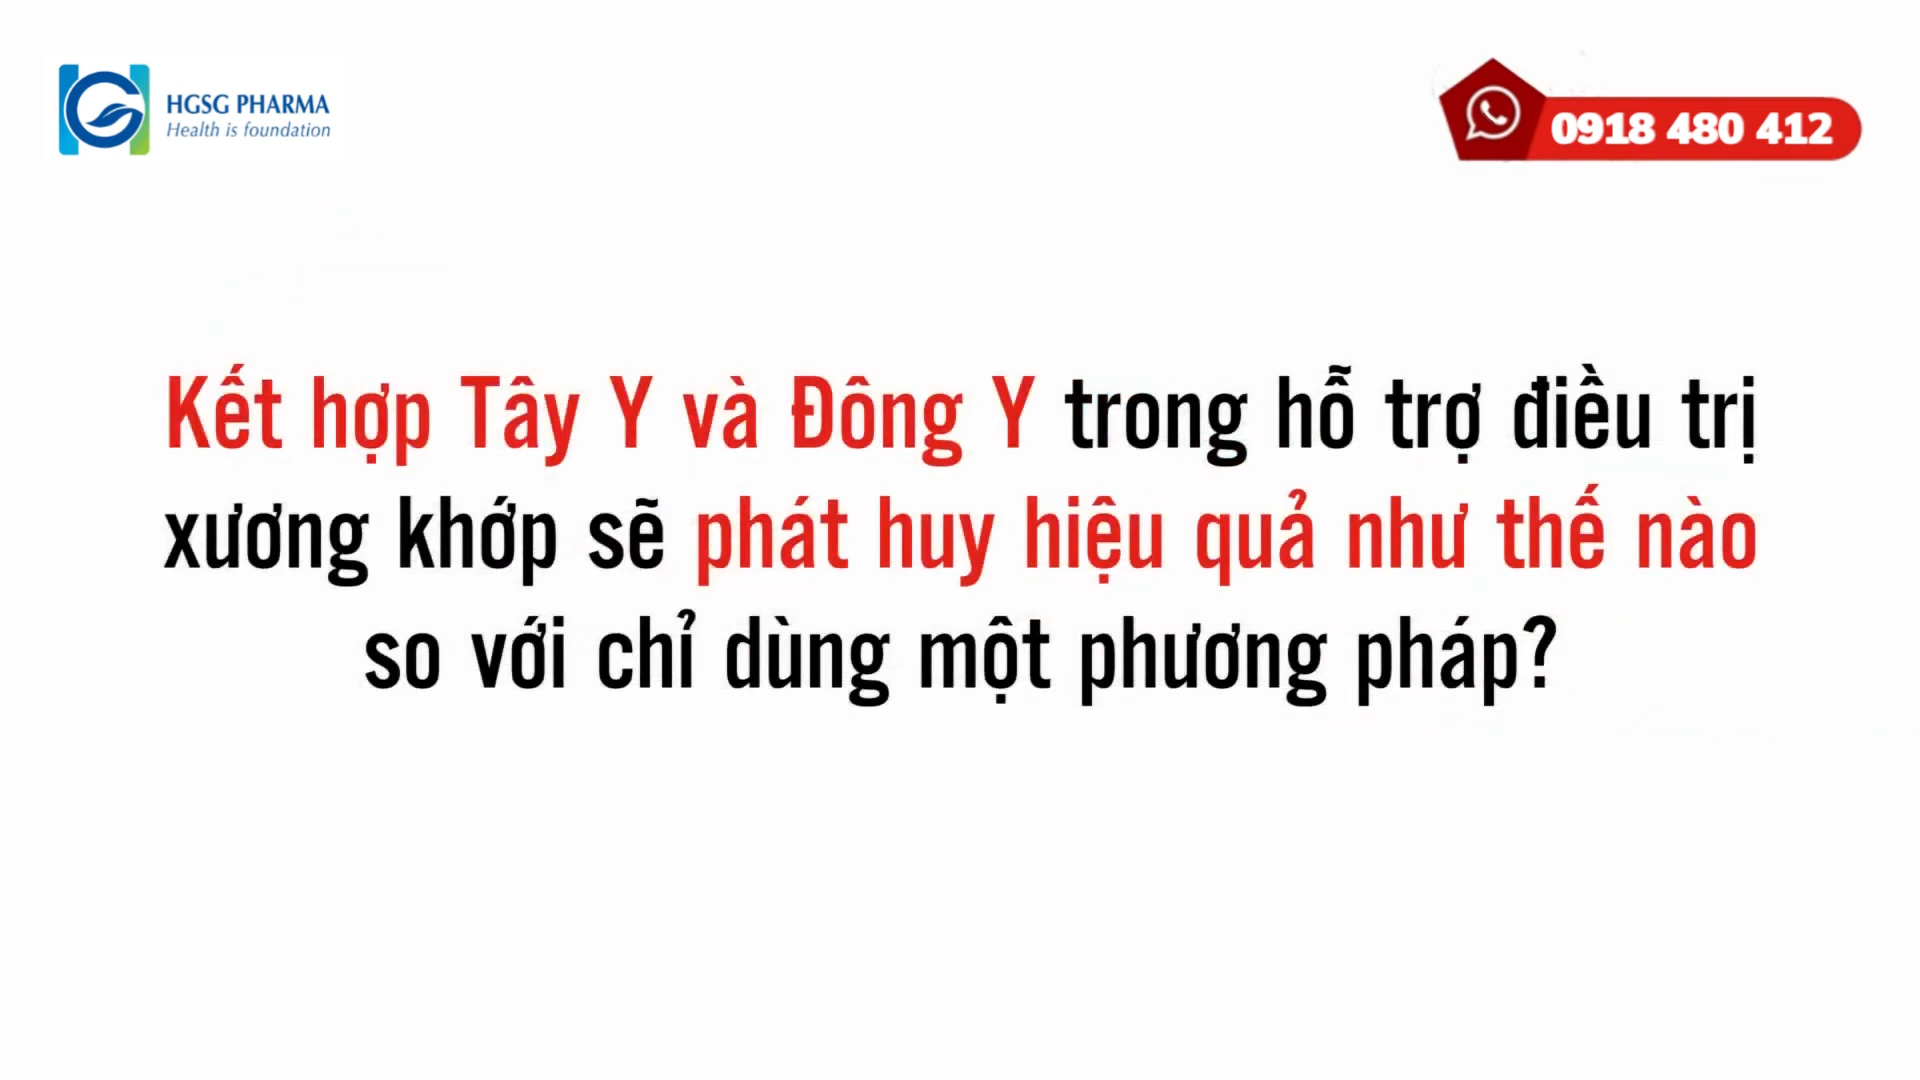 HGSG PHARMA
Health is foundation
0918 480 412
Kết hợp Tây Y và Đông Y trong hỗ trợ điều trị
xương khớp sẽ phát huy hiệu quả như thế nào
so với chỉ dùng một phương pháp?